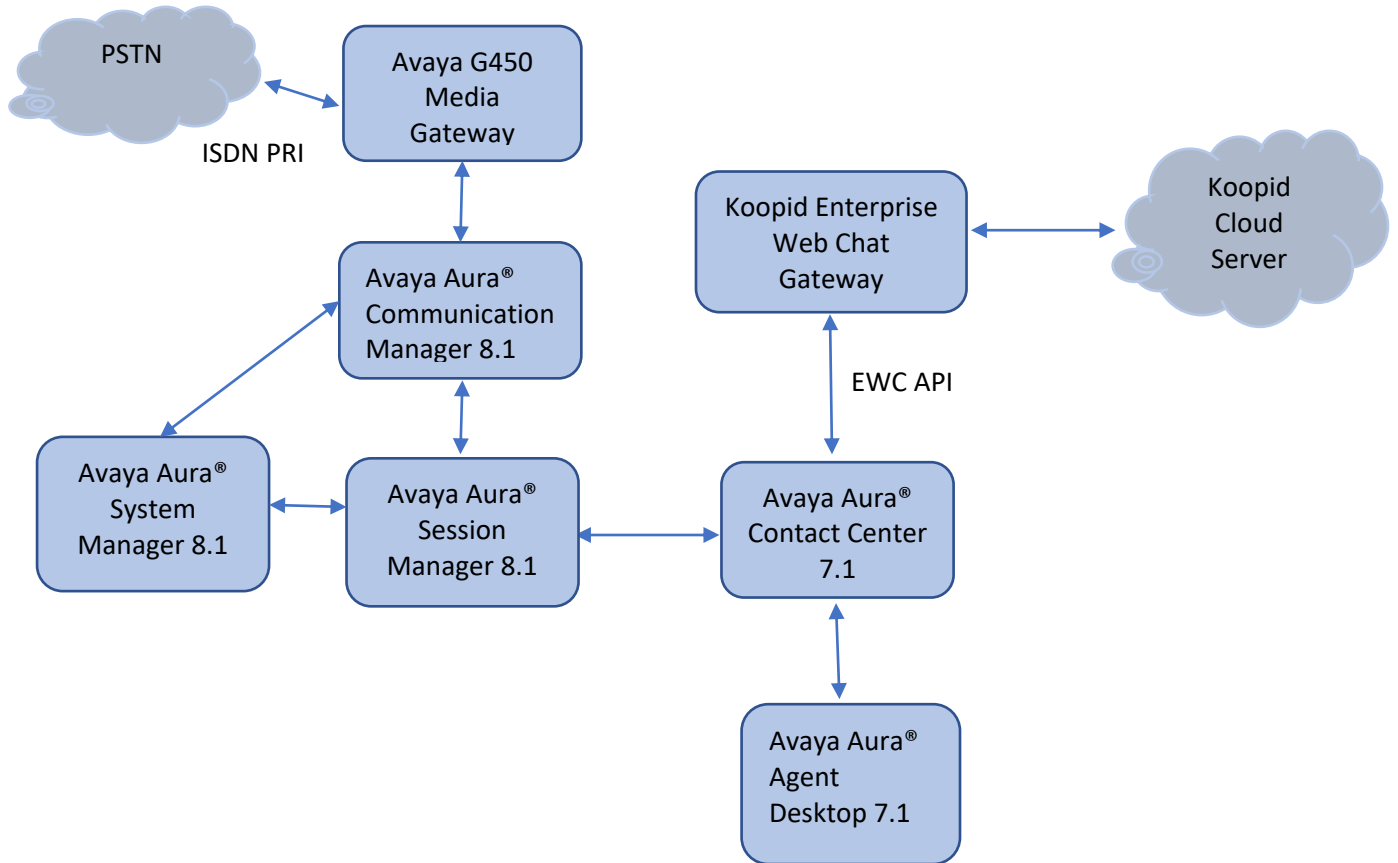 PSTN
Avaya G450
Media
Gateway
ISDN PRI
Koopid Enterprise
Web Chat
Gateway
Koopid
Cloud
Server
Avaya Aura®
Communication
Manager 8.1
EWC API
Avaya Aura®
System
Manager 8.1
Avaya Aura®
Session
Manager 8.1
Avaya Aura®
Contact Center
7.1
Avaya Aura®
Agent
Desktop 7.1